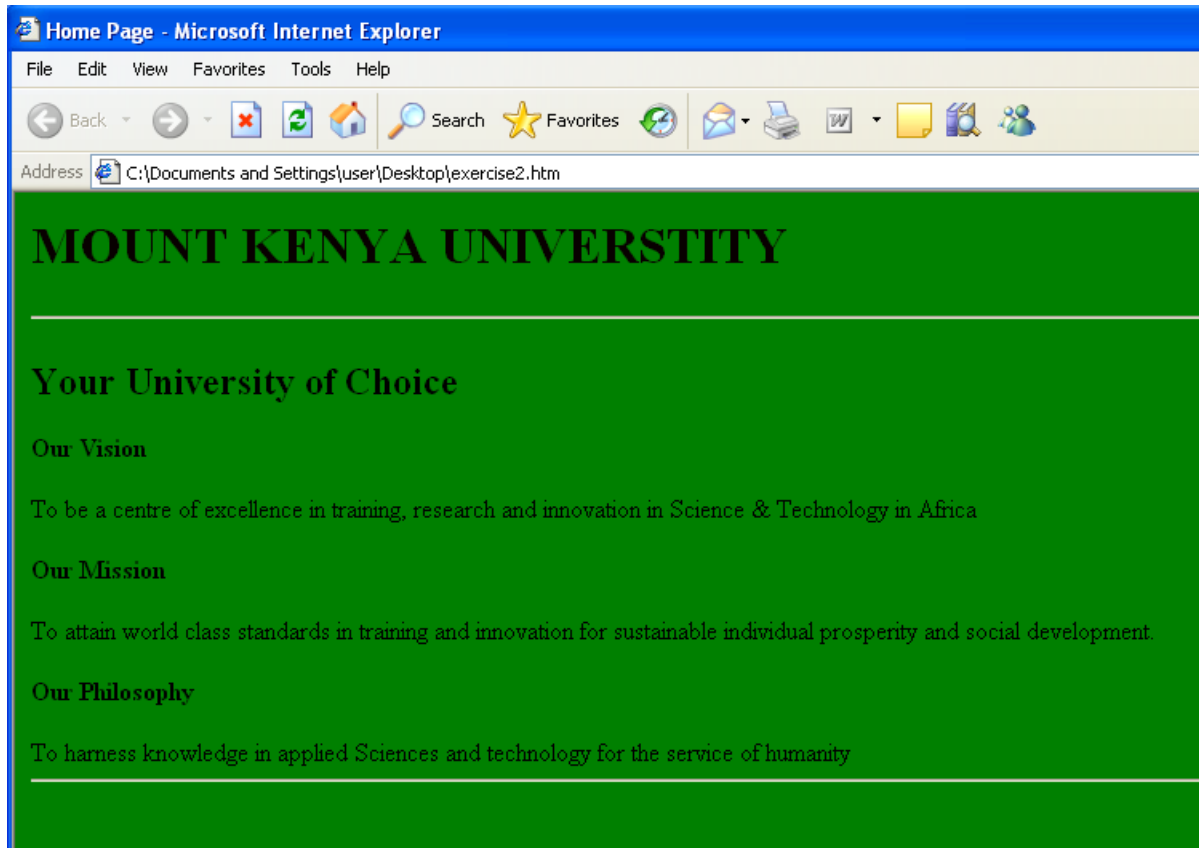 Home Page - Microsoft Internet Explorer
File Edit View Favorites Tools Help
Back Search Favorites W
Address C:\Documents and Settings\user\Desktop\exercise2.htm
MOUNT KENYA UNIVERSTITY
Your University of Choice
Our Vision
To be a centre of excellence in training, research and innovation in Science & Technology in Africa
Our Mission
To attain world class standards in training and innovation for sustainable individual prosperity and social development.
Our Philosophy
To harness knowledge in applied Sciences and technology for the service of humanity